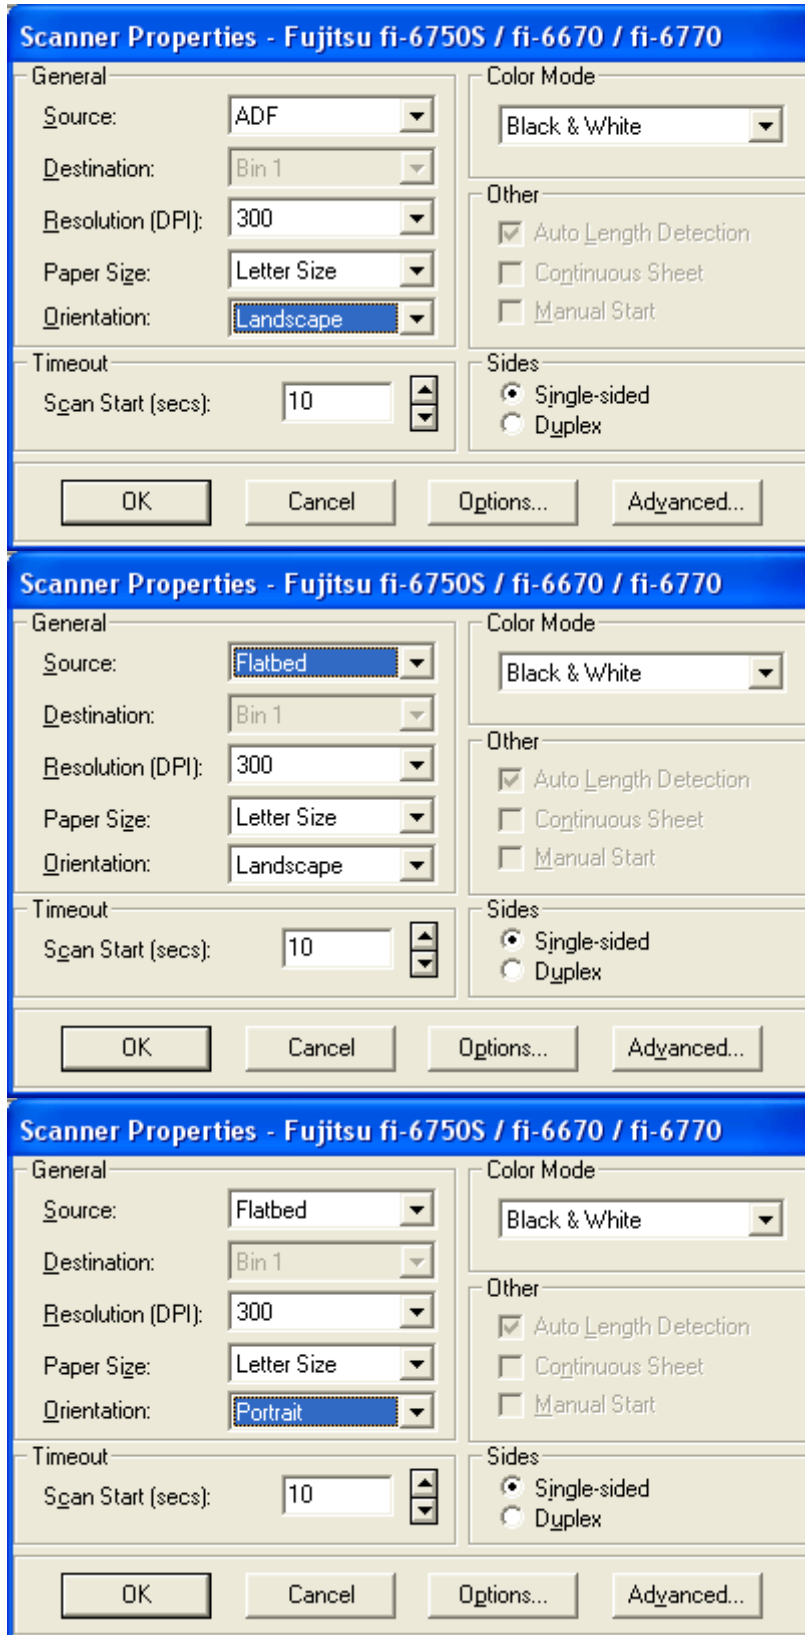 Scanner Properties - Fujitsu fi-6750S / fi-6670 / fi-6770
General
Source: ADF
Destination: Bin 1
Resolution (DPI): 300
Paper Size: Letter Size
Orientation: Landscape
Color Mode
Black & White
Other
Auto Length Detection
Continuous Sheet
Manual Start
Timeout
Scan Start (secs): 10
Sides
Single-sided
Duplex
OK Cancel Options... Advanced...
Scanner Properties - Fujitsu fi-6750S / fi-6670 / fi-6770
General
Source: Flatbed
Destination: Bin 1
Resolution (DPI): 300
Paper Size: Letter Size
Orientation: Landscape
Color Mode
Black & White
Other
Auto Length Detection
Continuous Sheet
Manual Start
Timeout
Scan Start (secs): 10
Sides
Single-sided
Duplex
OK Cancel Options... Advanced...
Scanner Properties - Fujitsu fi-6750S / fi-6670 / fi-6770
General
Source: Flatbed
Destination: Bin 1
Resolution (DPI): 300
Paper Size: Letter Size
Orientation: Portrait
Color Mode
Black & White
Other
Auto Length Detection
Continuous Sheet
Manual Start
Timeout
Scan Start (secs): 10
Sides
Single-sided
Duplex
OK Cancel Options... Advanced...